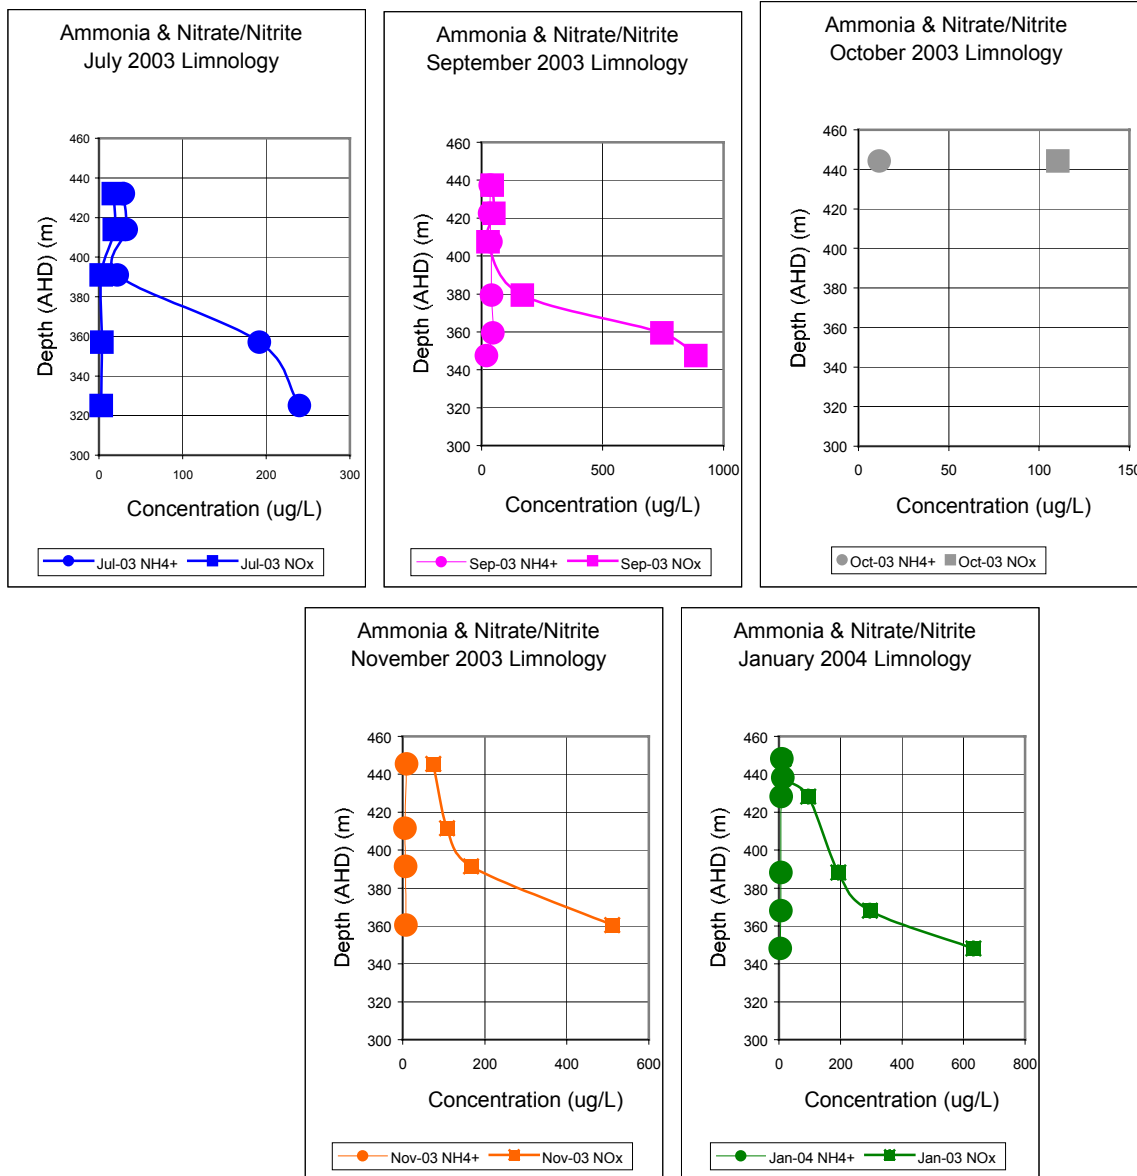 Ammonia & Nitrate/Nitrite
July 2003 Limnology
460
440
420
400
380
360
340
320
300
Depth (AHD) (m)
0 100 200 300
Concentration (ug/L)
Jul-03 NH4+ Jul-03 NOx
Ammonia & Nitrate/Nitrite
September 2003 Limnology
460
440
420
400
380
360
340
320
300
Depth (AHD) (m)
0 500 1000
Concentration (ug/L)
Sep-03 NH4+ Sep-03 NOx
Ammonia & Nitrate/Nitrite
October 2003 Limnology
460
440
420
400
380
360
340
320
300
Depth (AHD) (m)
0 50 100 150
Concentration (ug/L)
Oct-03 NH4+ Oct-03 NOx
Ammonia & Nitrate/Nitrite
November 2003 Limnology
460
440
420
400
380
360
340
320
300
Depth (AHD) (m)
0 200 400 600
Concentration (ug/L)
Nov-03 NH4+ Nov-03 NOx
Ammonia & Nitrate/Nitrite
January 2004 Limnology
460
440
420
400
380
360
340
320
300
Depth (AHD) (m)
0 200 400 600 800
Concentration (ug/L)
Jan-04 NH4+ Jan-03 NOx